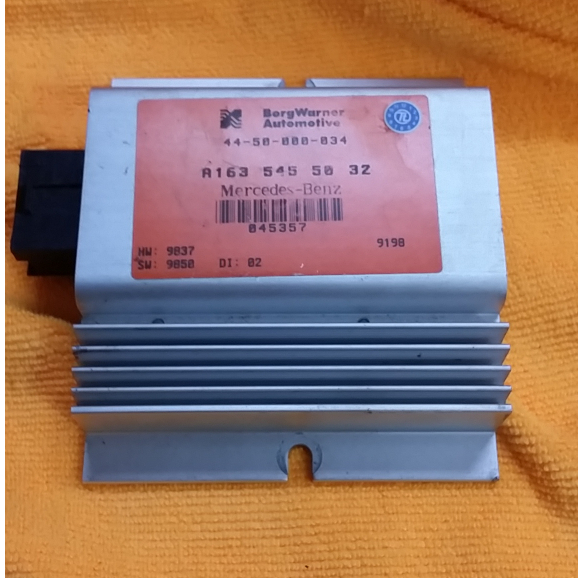 BorgWarner
Automotive
44-50-000-034
A163 545 50 32
Mercedes-Benz
045357
9198
HW: 9837
SW: 9850 DI: 02